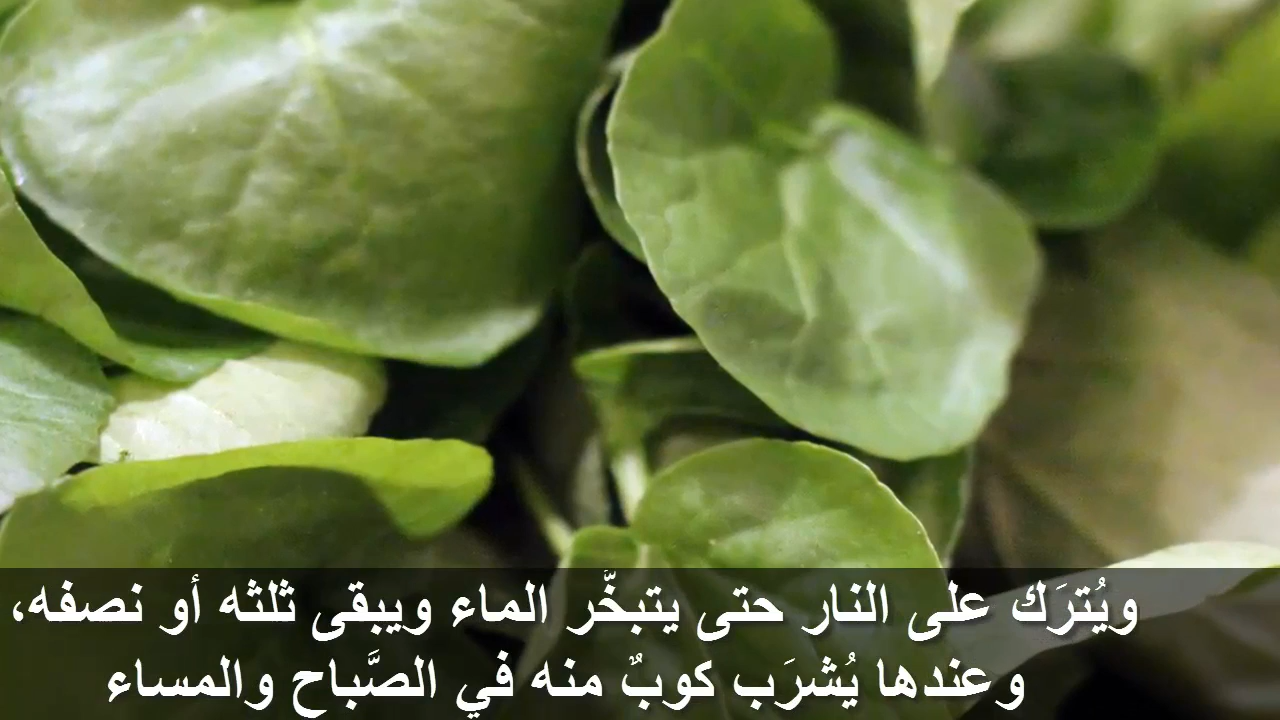 ويُترَك على النار حتى يتبخَّر الماء ويبقى ثلثه أو نصفه،
وعندها يُشرَب كوبٌ منه في الصَّباح والمساء